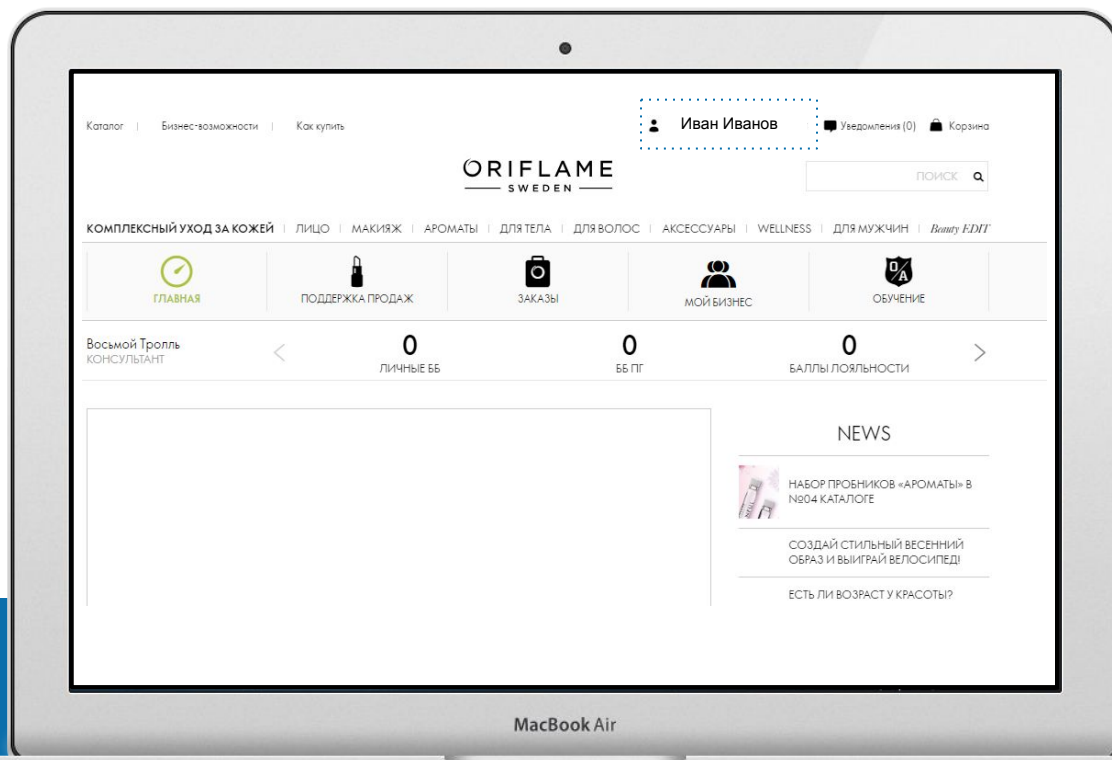 Каталог | Бизнес-возможности | Как купить
Иван Иванов
Уведомления (0)
Корзина
ORIFLAME
SWEDEN
ПОИСК
КОМПЛЕКСНЫЙ УХОД ЗА КОЖЕЙ | ЛИЦО | МАКИЯЖ | АРОМАТЫ | ДЛЯ ТЕЛА | ДЛЯ ВОЛОС | АКСЕССУАРЫ | WELLNESS | ДЛЯ МУЖЧИН | Beauty EDIT
ГЛАВНАЯ
ПОДДЕРЖКА ПРОДАЖ
ЗАКАЗЫ
МОЙ БИЗНЕС
O/A
ОБУЧЕНИЕ
Восьмой Тролль
КОНСУЛЬТАНТ
0
ЛИЧНЫЕ ББ
0
ББ ПГ
0
БАЛЛЫ ЛОЯЛЬНОСТИ
NEWS
НАБОР ПРОБНИКОВ «АРОМАТЫ» В
№04 КАТАЛОГЕ
СОЗДАЙ СТИЛЬНЫЙ ВЕСЕННИЙ
ОБРАЗ И ВЫИГРАЙ ВЕЛОСИПЕД!
ЕСТЬ ЛИ ВОЗРАСТ У КРАСОТЫ?
MacBook Air